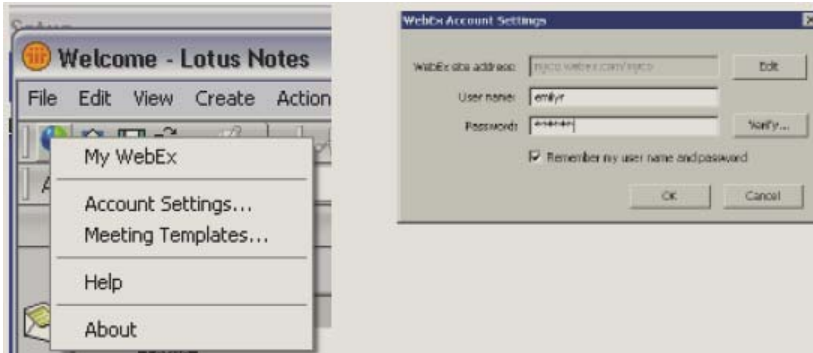 Welcome - Lotus Notes
File Edit View Create Action
My WebEx
Account Settings...
Meeting Templates...
Help
About
WebEx Account Settings
WebEx site address: Edit
User name: emilyr
Password: ******* Verify...
Remember my user name and password
OK Cancel